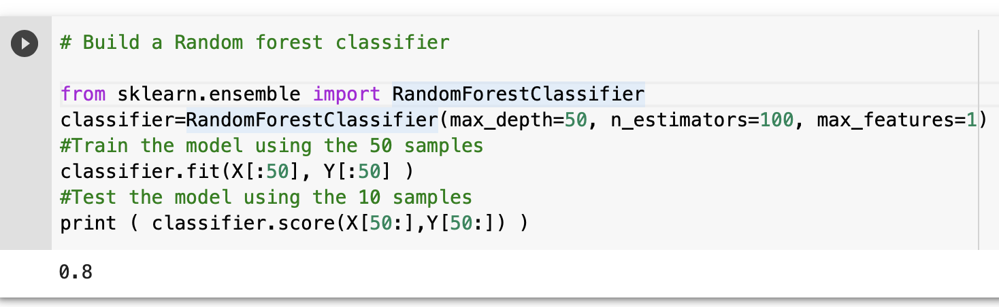 # Build a Random forest classifier
from sklearn.ensemble import RandomForestClassifier
classifier=RandomForestClassifier(max_depth=50, n_estimators=100, max_features=1)
#Train the model using the 50 samples
classifier.fit(X[:50], Y[:50] )
#Test the model using the 10 samples
print ( classifier.score(X[50:],Y[50:]) )
0.8